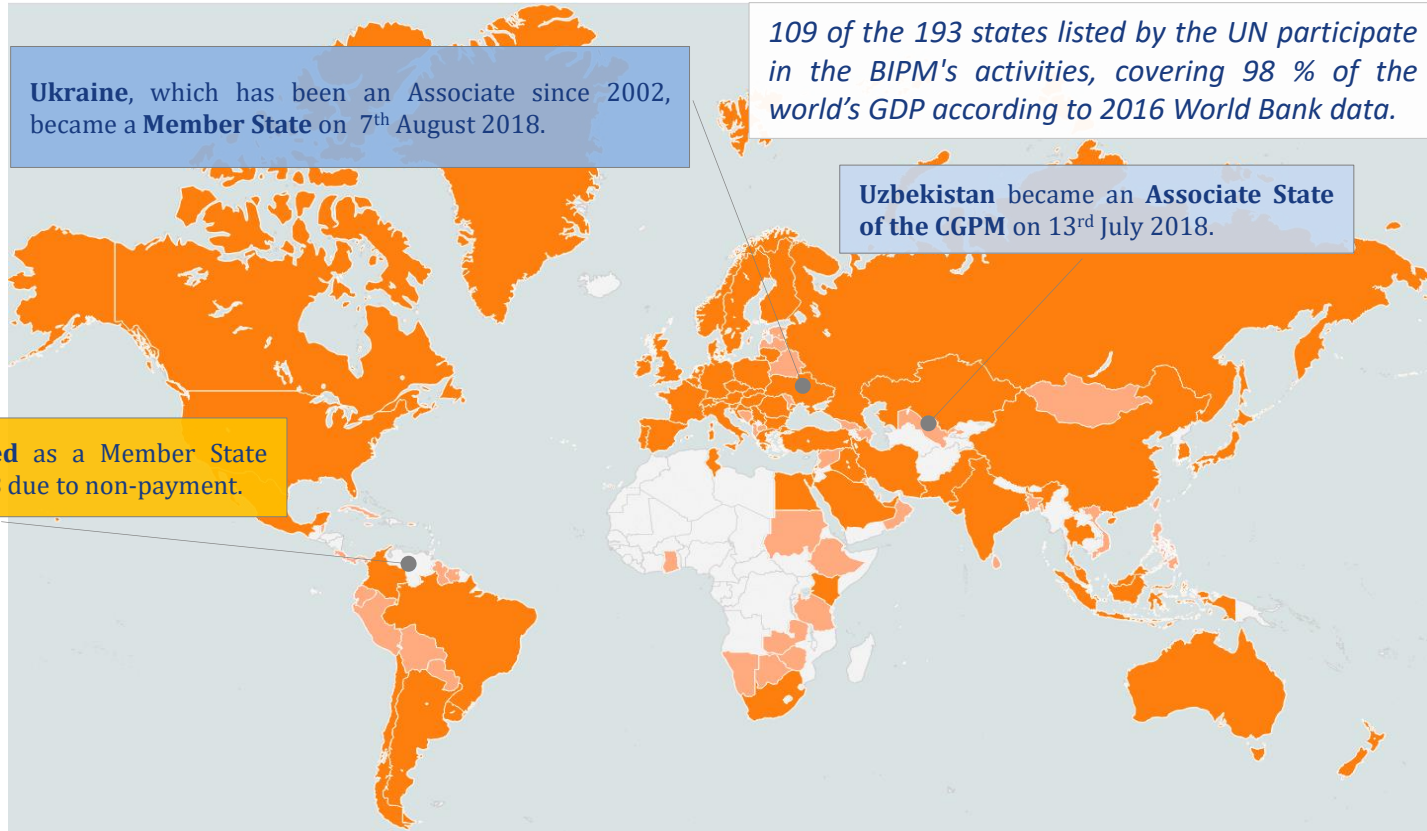 109 of the 193 states listed by the UN participate
in the BIPM's activities, covering 98 % of the
world's GDP according to 2016 World Bank data.
Ukraine, which has been an Associate since 2002,
became a Member State on 7th August 2018.
Uzbekistan became an Associate State
of the CGPM on 13rd July 2018.
as a Member State
due to non-payment.